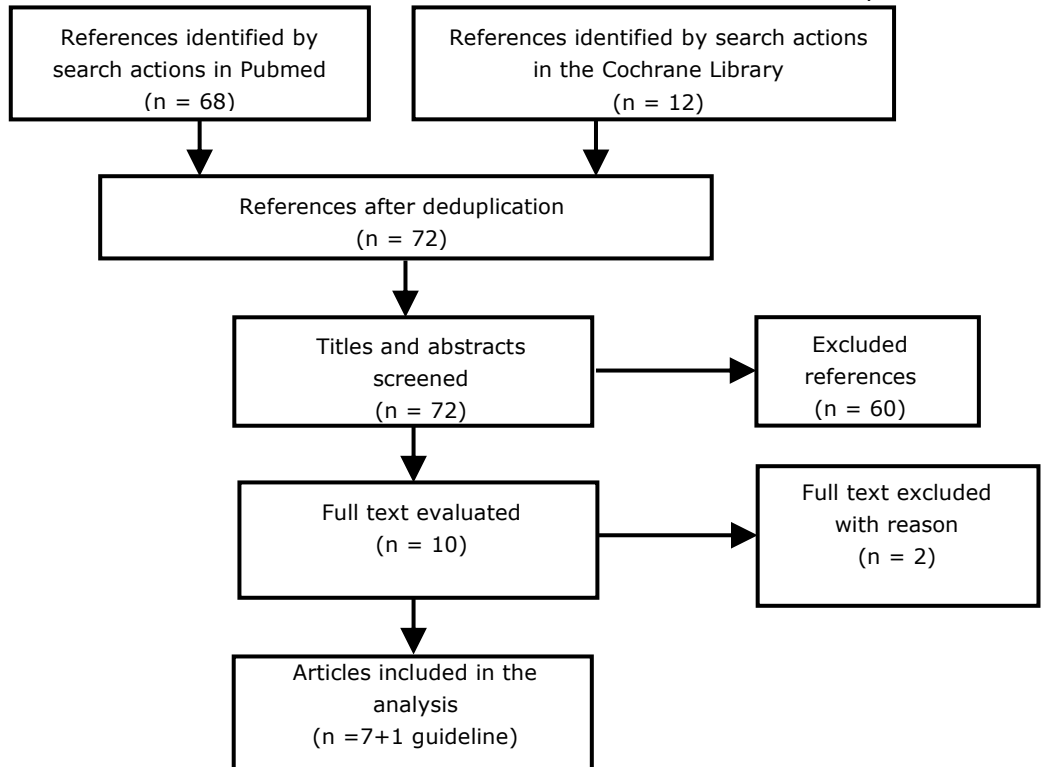 References identified by
search actions in Pubmed
(n = 68)
References identified by search actions
in the Cochrane Library
(n = 12)
References after deduplication
(n = 72)
Titles and abstracts
screened
(n = 72)
Excluded
references
(n = 60)
Full text evaluated
(n = 10)
Full text excluded
with reason
(n = 2)
Articles included in the
analysis
(n =7+1 guideline)